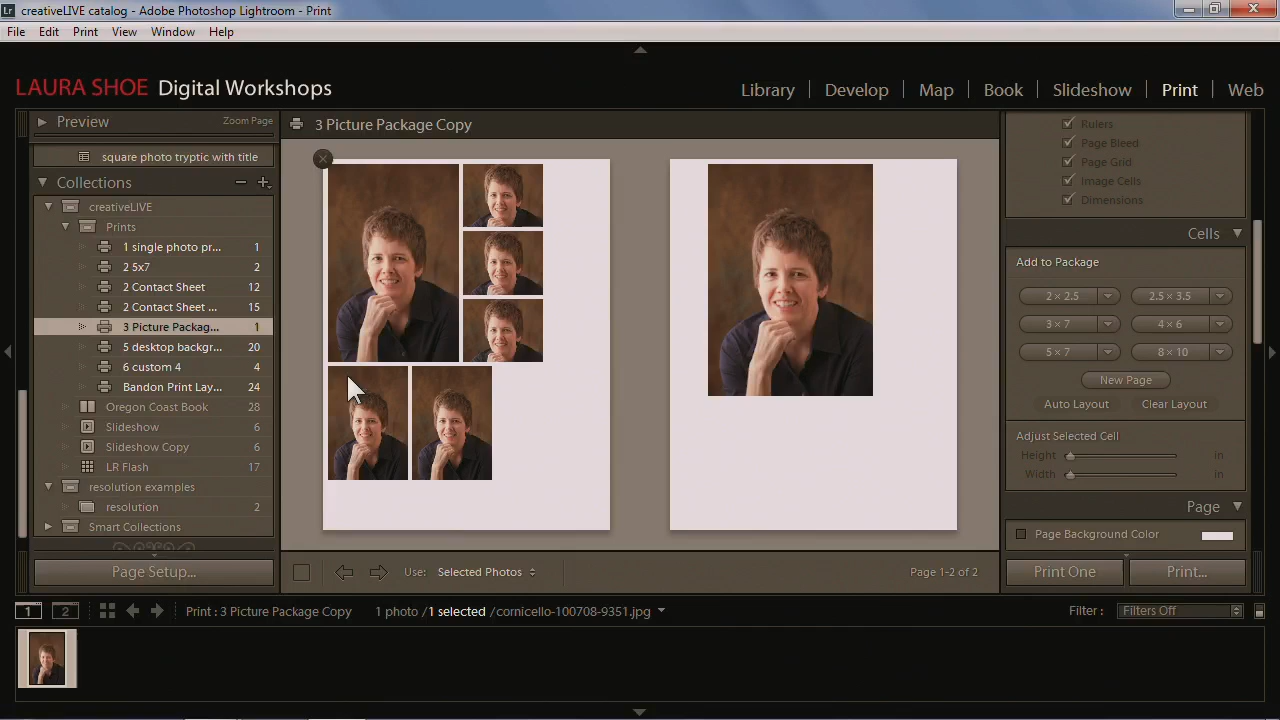 Lr creativeLIVE catalog - Adobe Photoshop Lightroom - Print
File Edit Print View Window Help
LAURA SHOE Digital Workshops
Library Develop Map Book Slideshow Print Web
Preview Zoom Page
square photo tryptic with title
Collections
creativeLIVE
Prints
1 single photo pr... 1
2 5x7 2
2 Contact Sheet 12
2 Contact Sheet ... 15
3 Picture Packag... 1
5 desktop backgr... 20
6 custom 4 4
Bandon Print Lay... 24
Oregon Coast Book 28
Slideshow 6
Slideshow Copy 6
LR Flash 17
resolution examples
resolution 2
Smart Collections
Page Setup...
3 Picture Package Copy
Use: Selected Photos
Page 1-2 of 2
Rulers
Page Bleed
Page Grid
Image Cells
Dimensions
Cells
Add to Package
2 × 2.5 2.5 × 3.5
3 × 7 4 × 6
5 × 7 8 × 10
New Page
Auto Layout Clear Layout
Adjust Selected Cell
Height in
Width in
Page
Page Background Color
Print One Print...
1 2 Print : 3 Picture Package Copy 1 photo / 1 selected / cornicello-100708-9351.jpg Filter : Filters Off